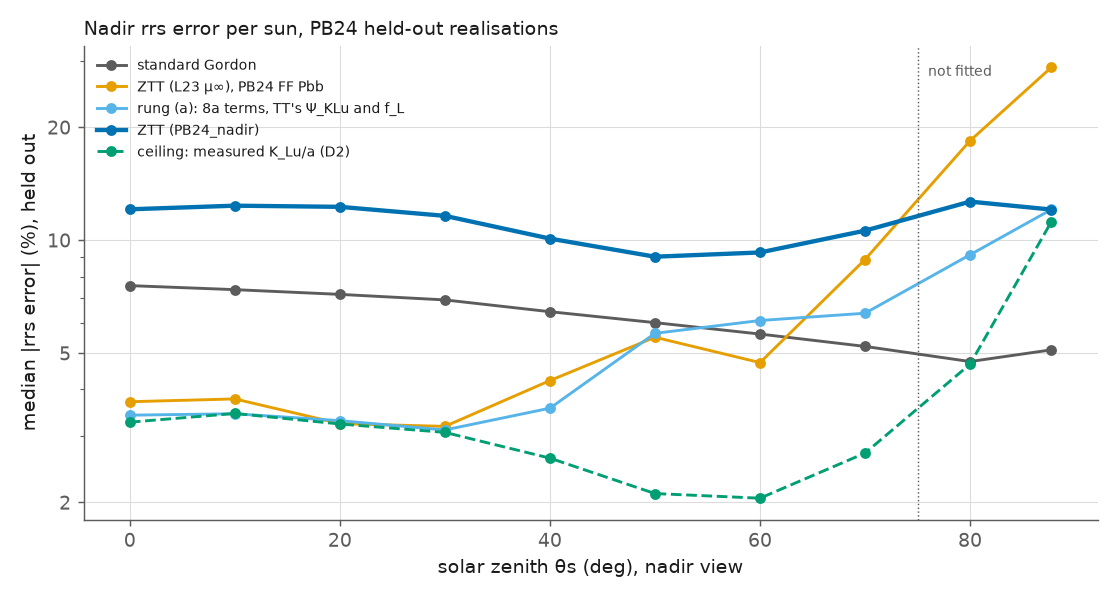 Nadir rrs error per sun, PB24 held-out realisations
standard Gordon
ZTT (L23 μ∞), PB24 FF Pbb
rung (a): 8a terms, TT's Ψ_KLu and f_L
ZTT (PB24_nadir)
ceiling: measured K_Lu/a (D2)
not fitted
median |rrs error| (%), held out
20
10
5
2
0
20
40
60
80
solar zenith θs (deg), nadir view